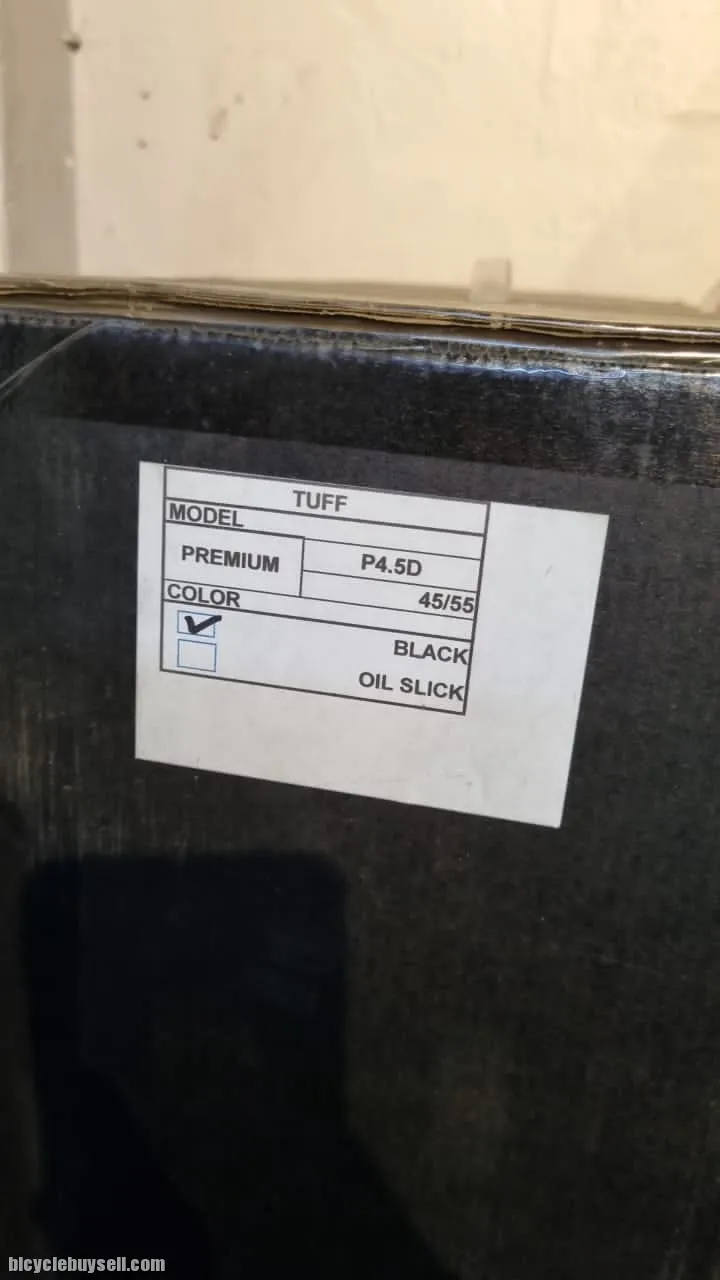 TUFF
MODEL
PREMIUM
P4.5D
45/55
COLOR
BLACK
OIL SLICK
bicyclebuysell.com